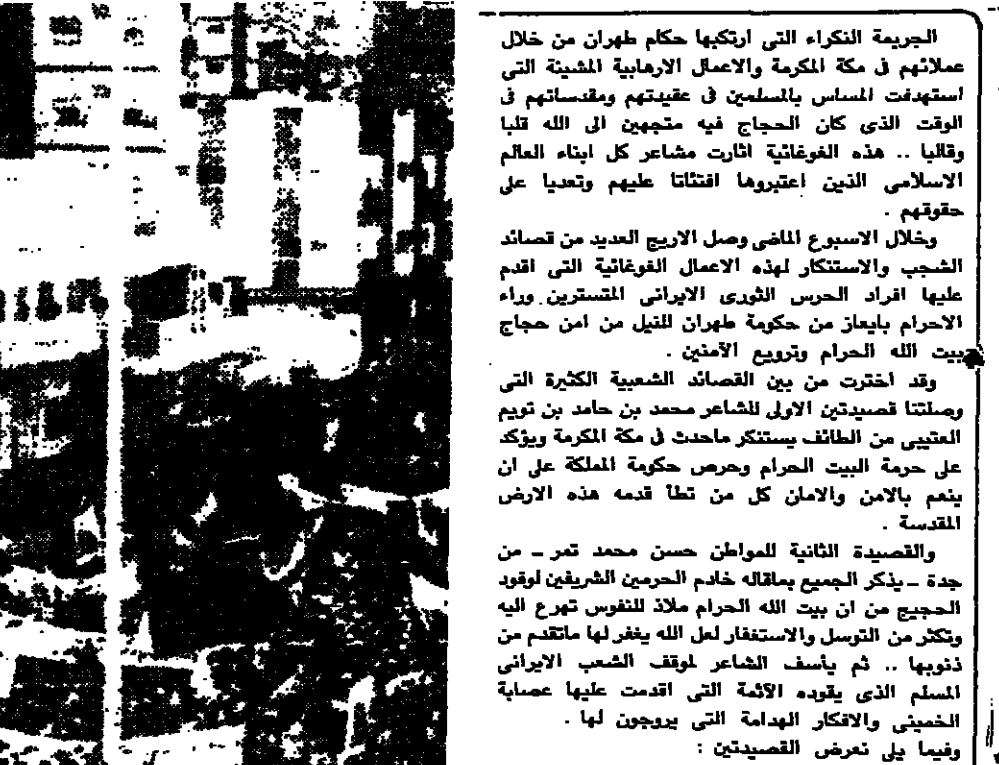 الجريمة النكراء التى ارتكبها حكام طهران من خلال
عملائهم فى مكة المكرمة والاعمال الارهابية المشينة التى
استهدفت المساس بالمسلمين فى عقيدتهم ومقدساتهم فى
الوقت الذى كان الحجاج فيه متجهين الى الله قلبا
وقالبا .. هذه الغوغائية اثارت مشاعر كل ابناء العالم
الاسلامى الذين اعتبروها افتئاتا عليهم وتعديا على
حقوقهم .
وخلال الاسبوع الماضى وصل الاريج العديد من قصائد
الشجب والاستنكار لهذه الاعمال الغوغائية التى اقدم
عليها افراد الحرس الثورى الايرانى المتسترين وراء
الاحرام بايعاز من حكومة طهران للنيل من امن حجاج
بيت الله الحرام وترويع الآمنين .
وقد اخترت من بين القصائد الشعبية الكثيرة التى
وصلتنا قصيدتين الاولى للشاعر محمد بن حامد بن تويم
العتيبى من الطائف يستنكر ماحدث فى مكة المكرمة ويؤكد
على حرمة البيت الحرام وحرص حكومة المملكة على ان
ينعم بالامن والامان كل من تطأ قدمه هذه الارض
المقدسة .
والقصيدة الثانية للمواطن حسن محمد تمر ــ من
جدة ــ يذكر الجميع بماقاله خادم الحرمين الشريفين لوفود
الحجيج من ان بيت الله الحرام ملاذ للنفوس تهرع اليه
وتكثر من التوسل والاستغفار لعل الله يغفر لها ماتقدم من
ذنوبها .. ثم يأسف الشاعر لموقف الشعب الايرانى
المسلم الذى يقوده الآثمة التى اقدمت عليها عصابة
الخمينى والافكار الهدامة التى يروجون لها .
وفيما يلى نعرض القصيدتين :